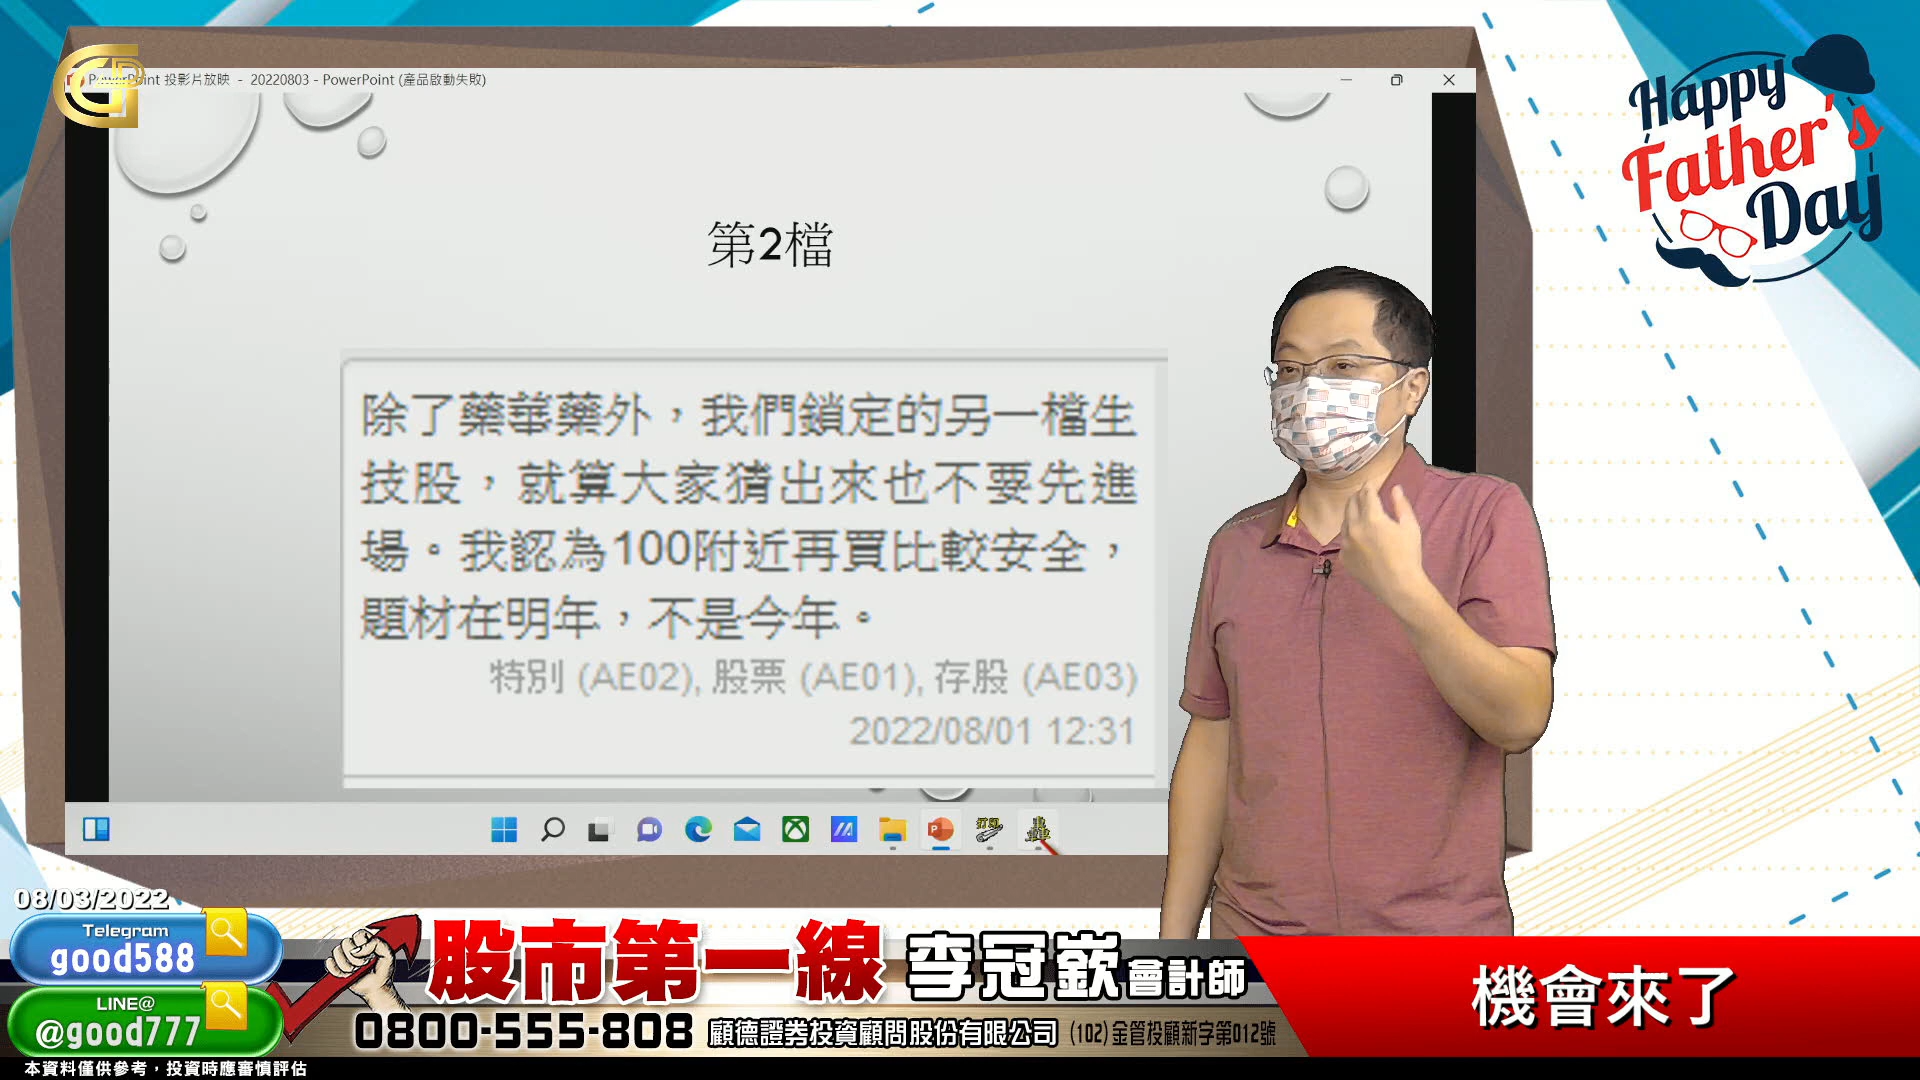 PowerPoint 投影片放映 - 20220803 - PowerPoint (產品啟動失敗)
Happy
Father's
Day
第2檔
除了藥華藥外，我們鎖定的另一檔生
技股，就算大家猜出來也不要先進
場。我認為100附近再買比較安全，
題材在明年，不是今年。
特別 (AE02), 股票 (AE01), 存股 (AE03)
2022/08/01 12:31
08/03/2022
Telegram
good588
LINE@
@good777
股市第一線 李冠嶔會計師
0800-555-808 顧德證券投資顧問股份有限公司 (102)金管投顧新字第012號
機會來了
本資料僅供參考，投資時應審慎評估